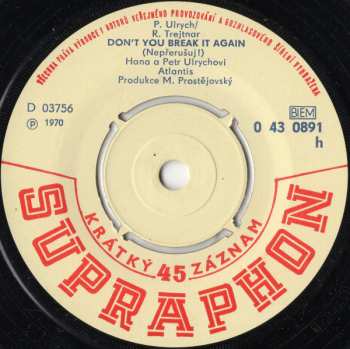 VŠECHNA PRÁVA VÝROBCE I AUTORŮ VEŘEJNÉHO PROVOZOVÁNÍ A ROZHLASOVÉHO ŠÍŘENÍ VYHRAZENA
P. Ulrych/
R. Trejtnar
DON'T YOU BREAK IT AGAIN
(Nepřerušuj!)
Hana a Petr Ulrychovi
Atlantis
Produkce M. Prostějovský
D 03756
Ⓟ 1970
BIEM
0 43 0891
h
KRÁTKÝ 45 ZÁZNAM
SUPRAPHON